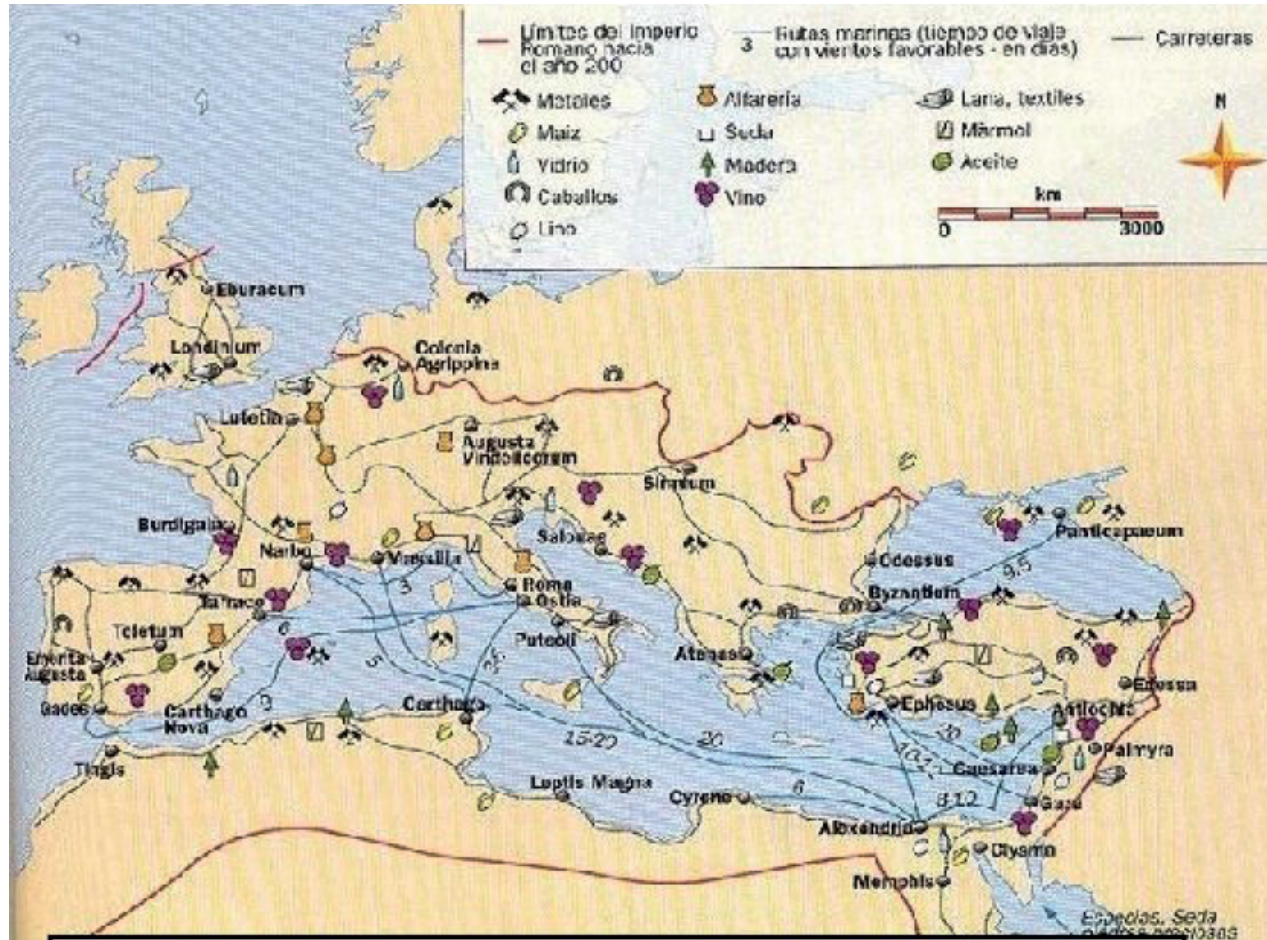 Límites del Imperio
Romano hacia
el año 200
3
Rutas marinas (tiempo de viaje
con vientos favorables - en días)
Carreteras
Metales
Alfarería
Lana, textiles
Maiz
Seda
Mármol
Vidrio
Madera
Aceite
Caballos
Vino
Lino
N
km
0
3000
Eburacum
Londinium
Colonia
Agrippina
Lutetia
Augusta
Vindelicorum
Sirmium
Burdigala
Narbo
Massilia
Salonae
Panticapaeum
Odessus
9,5
Roma
Byzantium
Ostia
Tarraco
3
6
Toletum
Puteoli
Emerita
Augusta
5
Atenas
Edessa
Gades
3
Carthago
Nova
Carthago
Ephesus
Antiochia
15-20
20
20
Palmyra
Tingis
Caesarea
Leptis Magna
Cyrene
6
8-12
Gaza
Alexandria
Clysma
Memphis
Especias, Seda
piedras preciosas